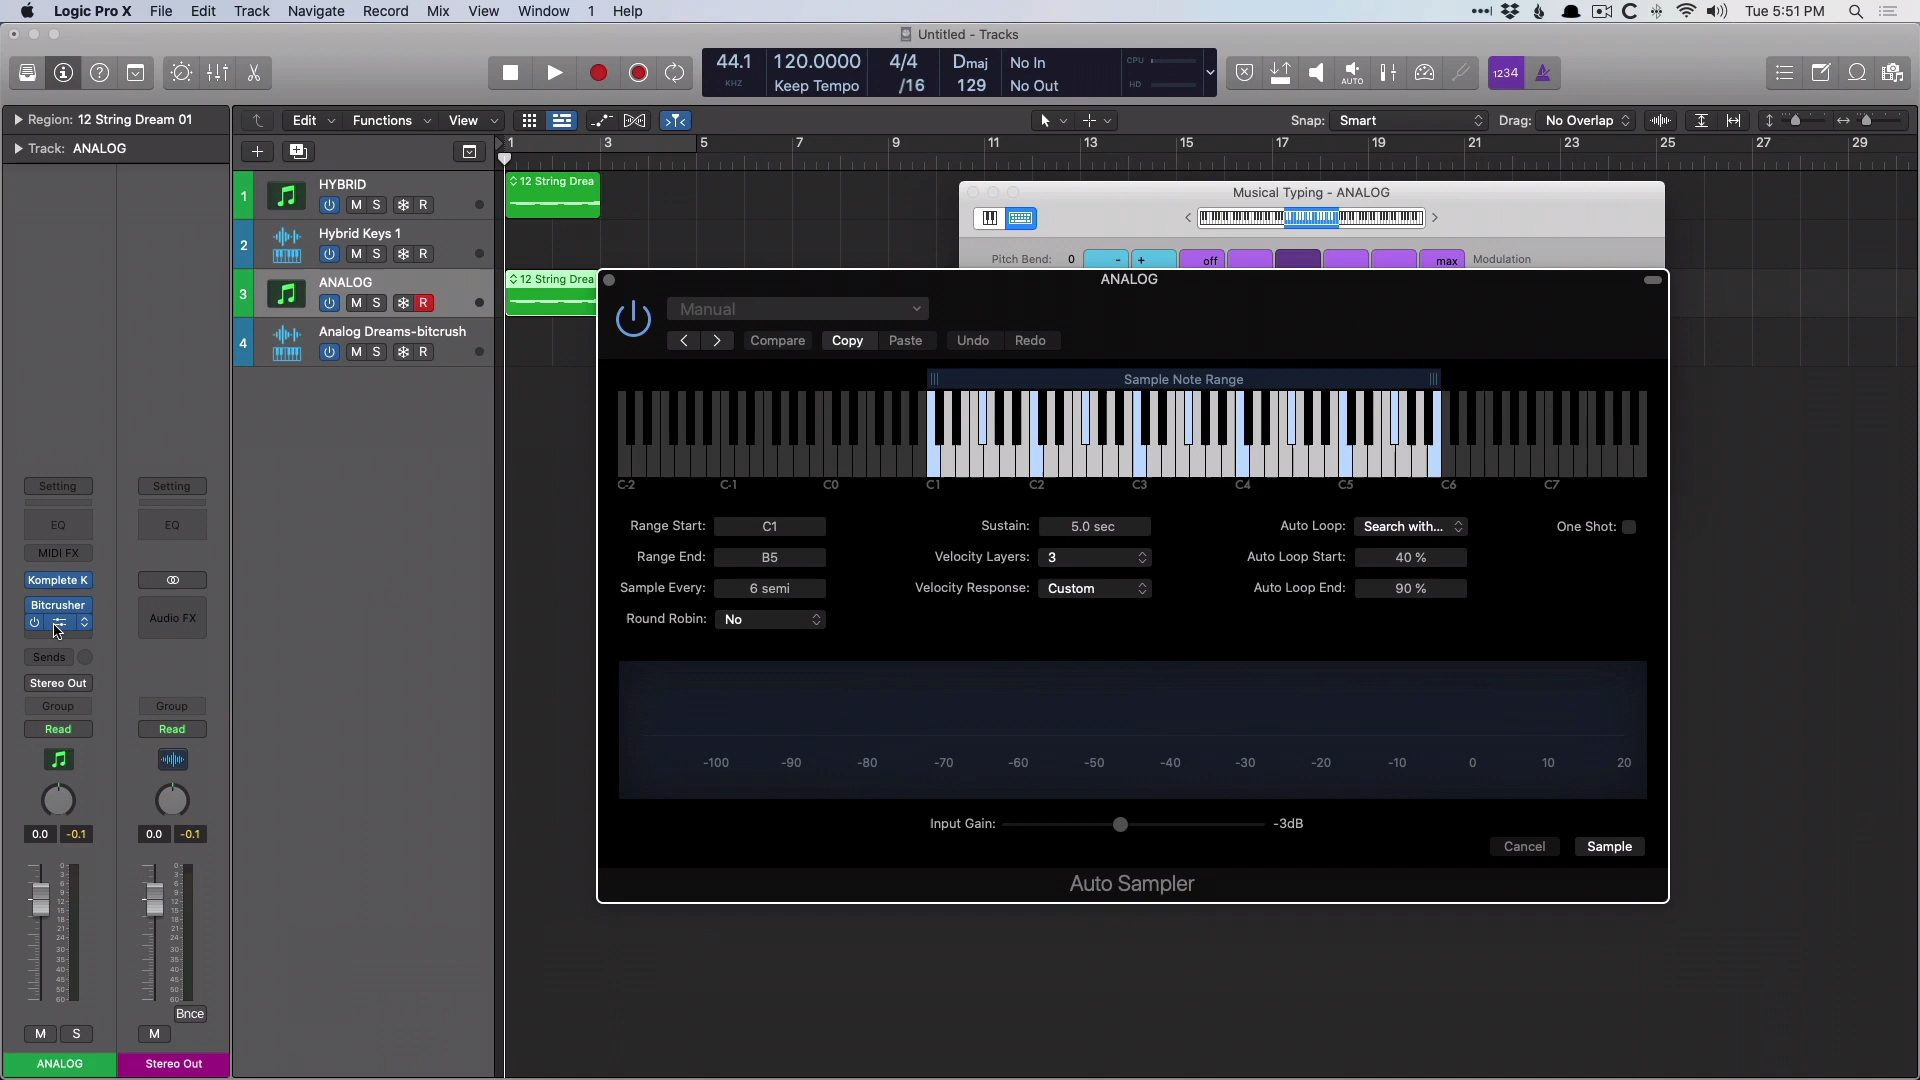 Logic Pro X File Edit Track Navigate Record Mix View Window 1 Help Tue 5:51 PM
Untitled - Tracks
44.1 120.0000 4/4 Dmaj No In CPU
KHZ Keep Tempo /16 129 No Out HD
AUTO 1234
Region: 12 String Dream 01
Edit Functions View Snap: Smart Drag: No Overlap
Track: ANALOG
1 3 5 7 9 11 13 15 17 19 21 23 25 27 29
1 HYBRID
M S R
12 String Drea
2 Hybrid Keys 1
M S R
3 ANALOG
M S R
12 String Drea
4 Analog Dreams-bitcrush
M S R
Musical Typing - ANALOG
Pitch Bend: 0 - + off max Modulation
ANALOG
Manual
Compare Copy Paste Undo Redo
Sample Note Range
C-2 C-1 C0 C1 C2 C3 C4 C5 C6 C7
Range Start: C1 Sustain: 5.0 sec Auto Loop: Search with... One Shot:
Range End: B5 Velocity Layers: 3 Auto Loop Start: 40 %
Sample Every: 6 semi Velocity Response: Custom Auto Loop End: 90 %
Round Robin: No
-100 -90 -80 -70 -60 -50 -40 -30 -20 -10 0 10 20
Input Gain: -3dB
Cancel Sample
Auto Sampler
Setting Setting
EQ EQ
MIDI FX
Komplete K
Bitcrusher
Audio FX
Sends
Stereo Out
Group Group
Read Read
0.0 -0.1 0.0 -0.1
Bnce
M S M
ANALOG Stereo Out